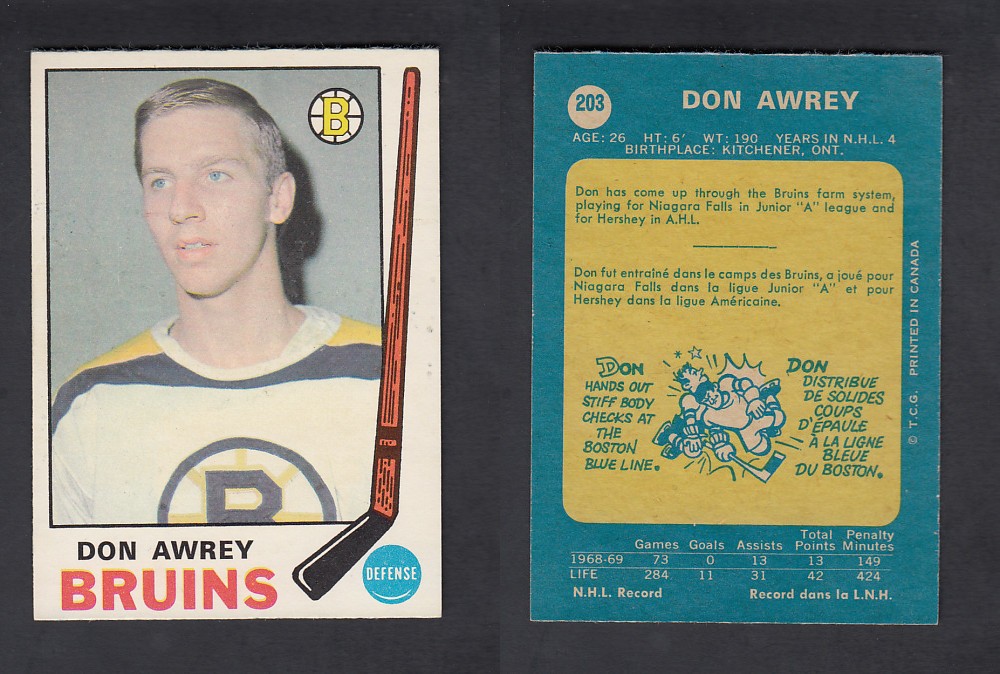 B
B
DON AWREY
BRUINS
DEFENSE
203
DON AWREY
AGE: 26 HT: 6' WT: 190 YEARS IN N.H.L. 4
BIRTHPLACE: KITCHENER, ONT.
Don has come up through the Bruins farm system,
playing for Niagara Falls in Junior "A" league and
for Hershey in A.H.L.
Don fut entraîné dans le camps des Bruins, a joué pour
Niagara Falls dans la ligue Junior "A" et pour
Hershey dans la ligue Américaine.
DON
HANDS OUT
STIFF BODY
CHECKS AT
THE
BOSTON
BLUE LINE.
DON
DISTRIBUE
DE SOLIDES
COUPS
D'ÉPAULE
À LA LIGNE
BLEUE
DU BOSTON.
Games Goals Assists Total Points Penalty Minutes
1968-69 73 0 13 13 149
LIFE 284 11 31 42 424
N.H.L. Record Record dans la L.N.H.
© T.C.G. PRINTED IN CANADA